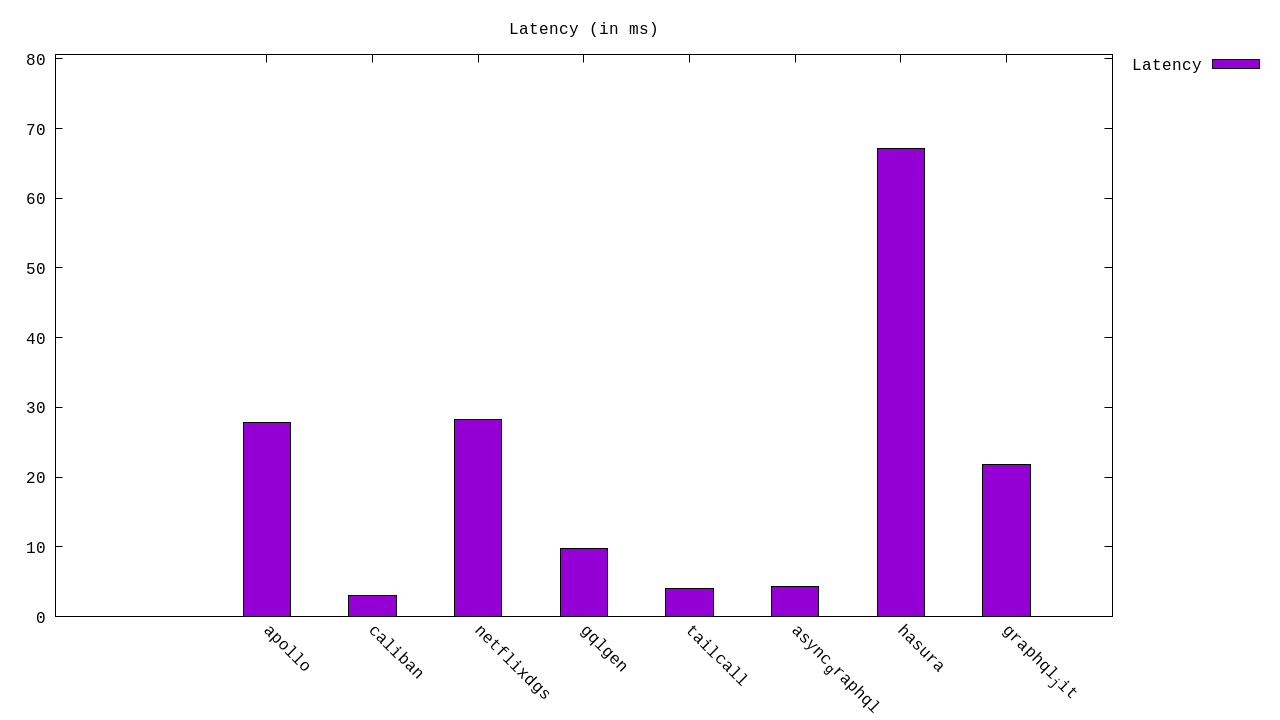 Latency (in ms)
Latency
80
70
60
50
40
30
20
10
0
apollo
caliban
netflixdgs
gqlgen
tailcall
async_graphql
hasura
graphql_jit